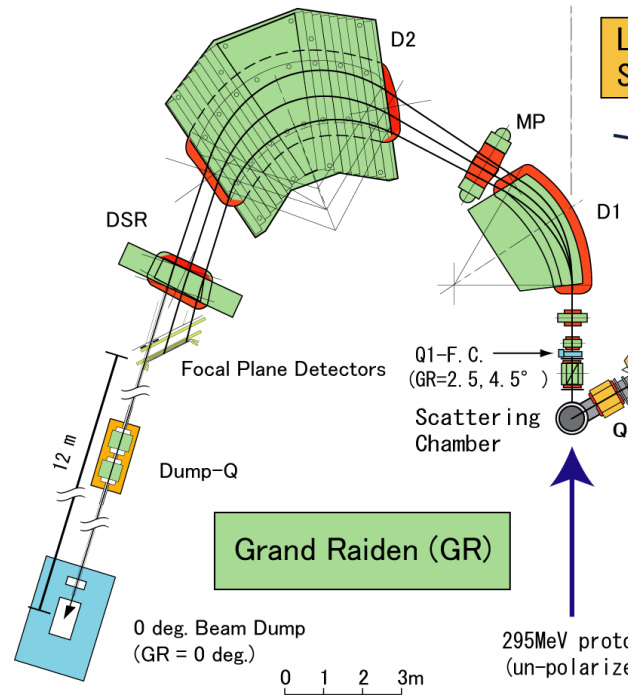 D2
L
S
MP
D1
DSR
Q1-F.C.
(GR=2.5,4.5°)
Focal Plane Detectors
Scattering
Chamber
Q
12 m
Dump-Q
Grand Raiden (GR)
0 deg. Beam Dump
(GR = 0 deg.)
295MeV proto
(un-polarize
0 1 2 3m